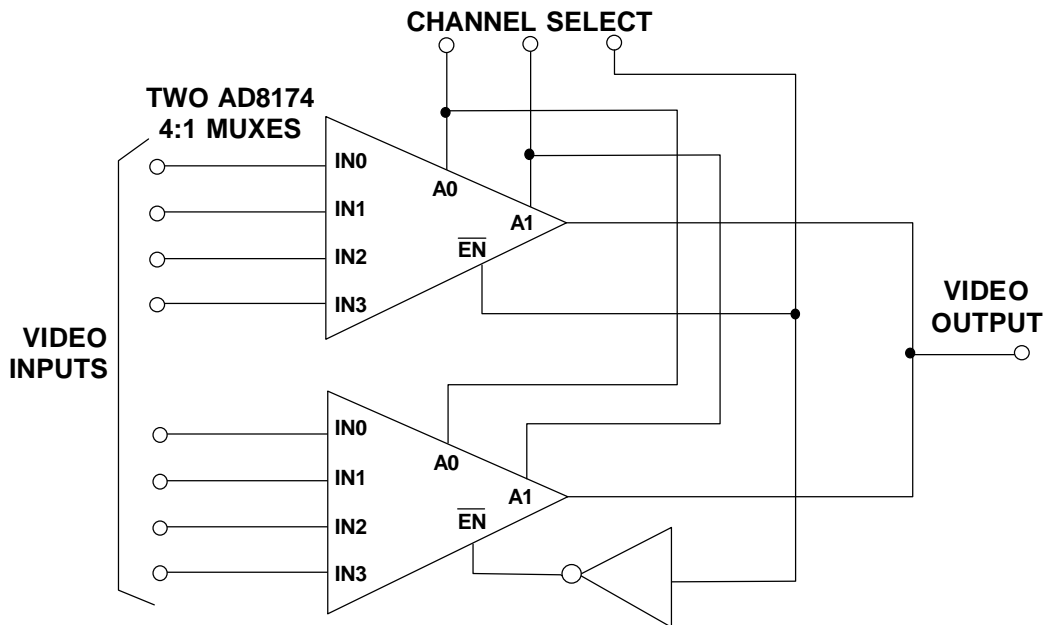 CHANNEL SELECT
TWO AD8174
4:1 MUXES
IN0
A0
IN1
A1
EN
IN2
IN3
VIDEO
INPUTS
VIDEO
OUTPUT
IN0
A0
IN1
A1
EN
IN2
IN3